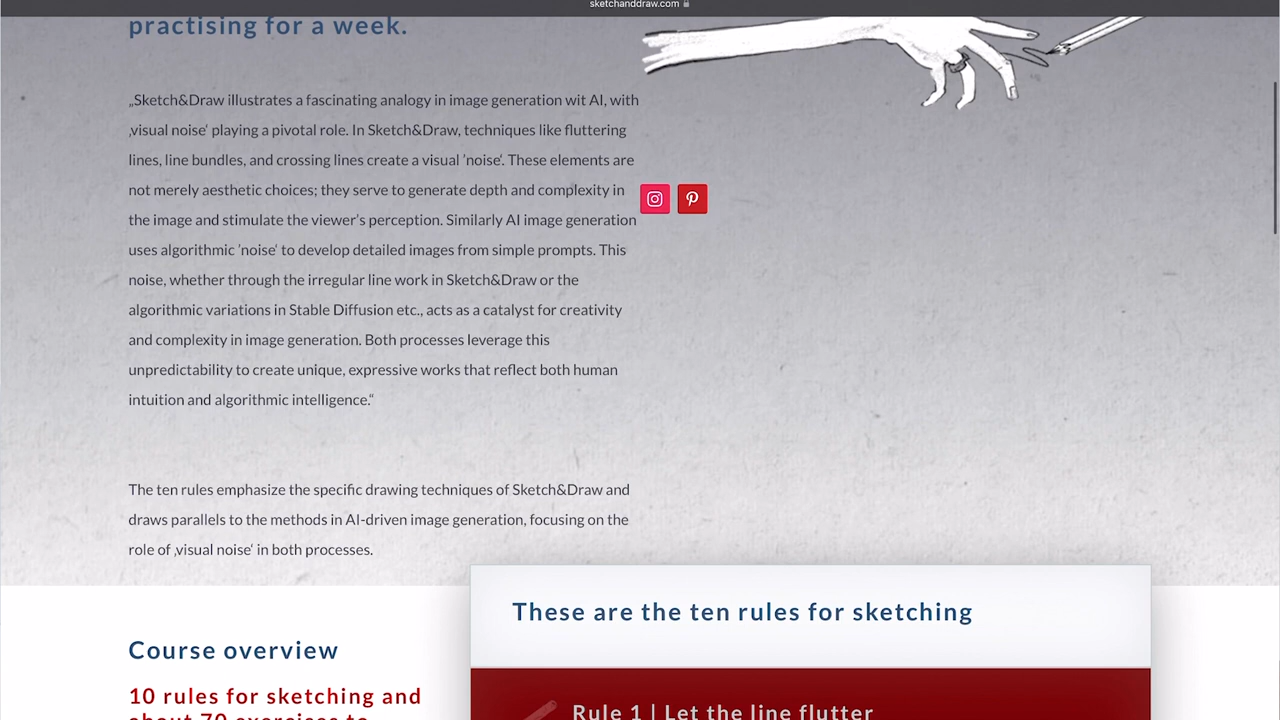 sketchanddraw.com
practising for a week.
„Sketch&Draw illustrates a fascinating analogy in image generation wit AI, with
‚visual noise‘ playing a pivotal role. In Sketch&Draw, techniques like fluttering
lines, line bundles, and crossing lines create a visual ’noise‘. These elements are
not merely aesthetic choices; they serve to generate depth and complexity in
the image and stimulate the viewer’s perception. Similarly AI image generation
uses algorithmic ’noise‘ to develop detailed images from simple prompts. This
noise, whether through the irregular line work in Sketch&Draw or the
algorithmic variations in Stable Diffusion etc., acts as a catalyst for creativity
and complexity in image generation. Both processes leverage this
unpredictability to create unique, expressive works that reflect both human
intuition and algorithmic intelligence.“
The ten rules emphasize the specific drawing techniques of Sketch&Draw and
draws parallels to the methods in AI-driven image generation, focusing on the
role of ‚visual noise‘ in both processes.
These are the ten rules for sketching
Course overview
10 rules for sketching and
about 70 exercises to
Rule 1 | Let the line flutter